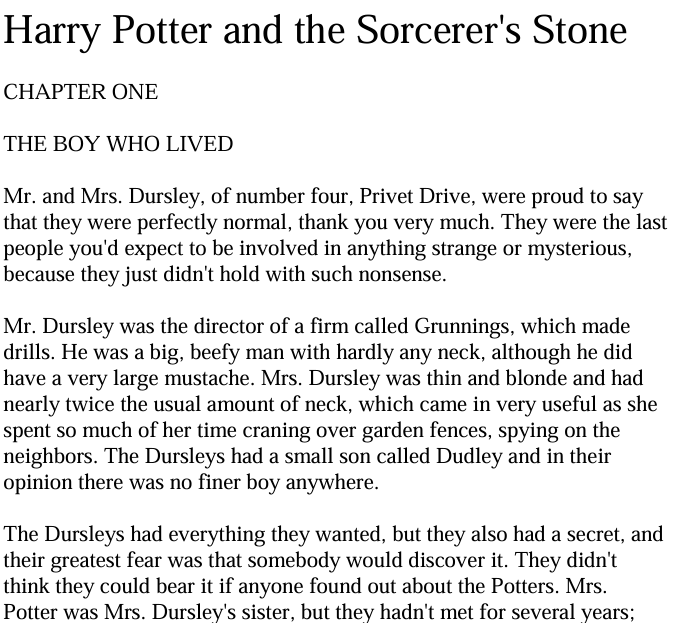 Harry Potter and the Sorcerer's Stone
CHAPTER ONE
THE BOY WHO LIVED
Mr. and Mrs. Dursley, of number four, Privet Drive, were proud to say
that they were perfectly normal, thank you very much. They were the last
people you'd expect to be involved in anything strange or mysterious,
because they just didn't hold with such nonsense.
Mr. Dursley was the director of a firm called Grunnings, which made
drills. He was a big, beefy man with hardly any neck, although he did
have a very large mustache. Mrs. Dursley was thin and blonde and had
nearly twice the usual amount of neck, which came in very useful as she
spent so much of her time craning over garden fences, spying on the
neighbors. The Dursleys had a small son called Dudley and in their
opinion there was no finer boy anywhere.
The Dursleys had everything they wanted, but they also had a secret, and
their greatest fear was that somebody would discover it. They didn't
think they could bear it if anyone found out about the Potters. Mrs.
Potter was Mrs. Dursley's sister, but they hadn't met for several years;